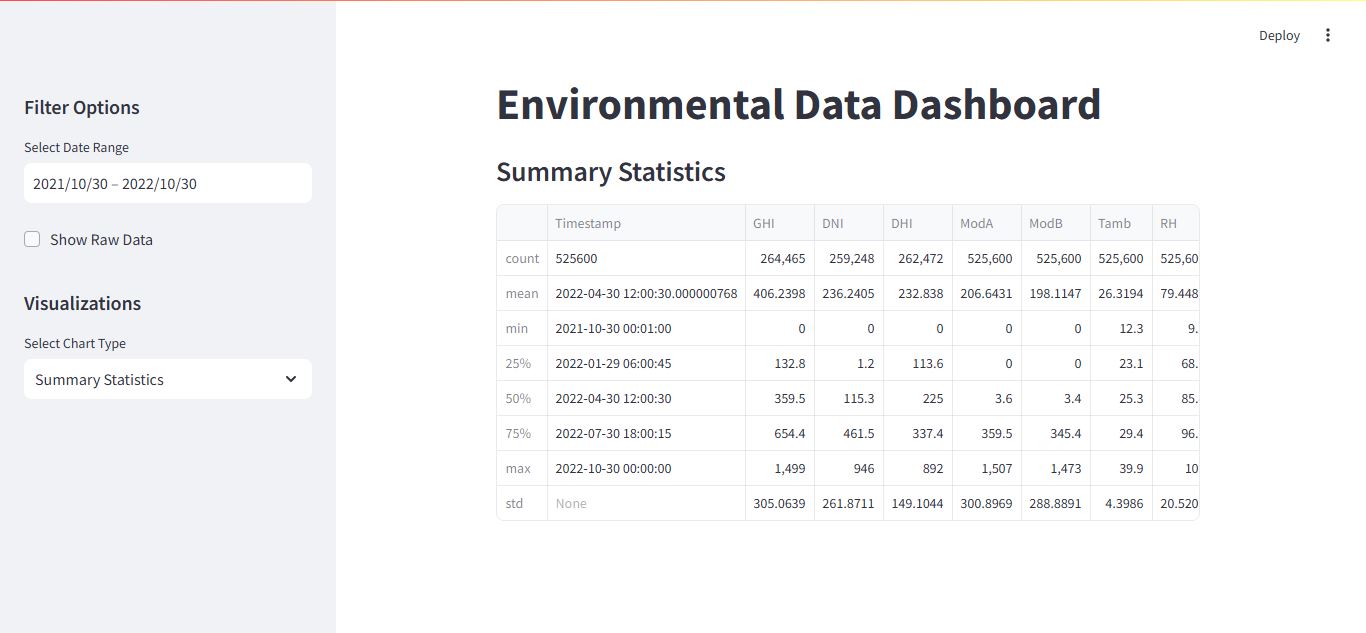 Deploy
Filter Options
Select Date Range
2021/10/30 – 2022/10/30
Show Raw Data
Visualizations
Select Chart Type
Summary Statistics
Environmental Data Dashboard
Summary Statistics
Timestamp GHI DNI DHI ModA ModB Tamb RH
count 525600 264,465 259,248 262,472 525,600 525,600 525,600 525,60
mean 2022-04-30 12:00:30.000000768 406.2398 236.2405 232.838 206.6431 198.1147 26.3194 79.448
min 2021-10-30 00:01:00 0 0 0 0 0 12.3 9.
25% 2022-01-29 06:00:45 132.8 1.2 113.6 0 0 23.1 68.
50% 2022-04-30 12:00:30 359.5 115.3 225 3.6 3.4 25.3 85.
75% 2022-07-30 18:00:15 654.4 461.5 337.4 359.5 345.4 29.4 96.
max 2022-10-30 00:00:00 1,499 946 892 1,507 1,473 39.9 10
std None 305.0639 261.8711 149.1044 300.8969 288.8891 4.3986 20.520